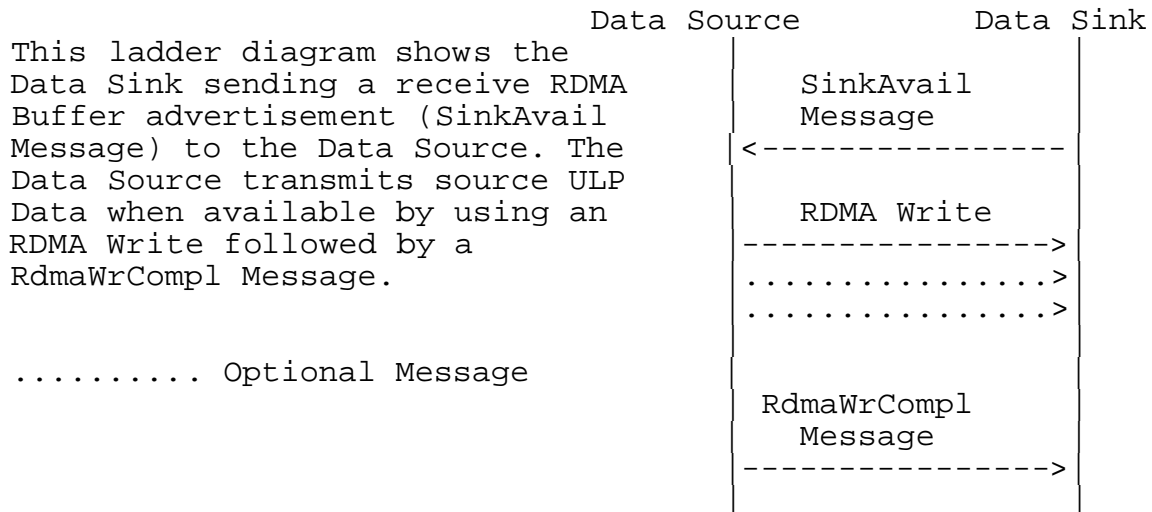 Data Source Data Sink
This ladder diagram shows the
Data Sink sending a receive RDMA
Buffer advertisement (SinkAvail
Message) to the Data Source. The
Data Source transmits source ULP
Data when available by using an
RDMA Write followed by a
RdmaWrCompl Message.
.......... Optional Message
SinkAvail
Message
RDMA Write
RdmaWrCompl
Message